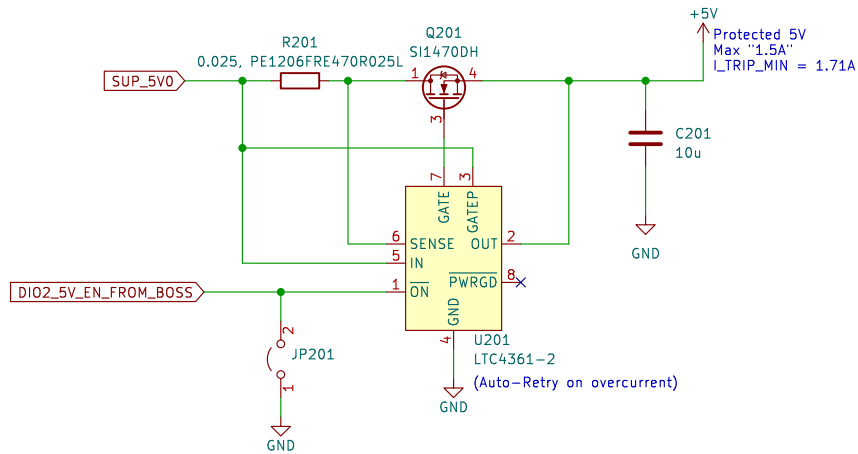 +5V
Q201
SI1470DH
Protected 5V
Max "1.5A"
I_TRIP_MIN = 1.71A
R201
0.025, PE1206FRE470R025L
SUP_5V0
1
4
3
C201
10u
7
3
GATE
GATEP
6
SENSE
OUT
2
5
IN
GND
DIO2_5V_EN_FROM_BOSS
1
ON
PWRGD
8
GND
4
2
JP201
1
U201
LTC4361-2
(Auto-Retry on overcurrent)
GND
GND